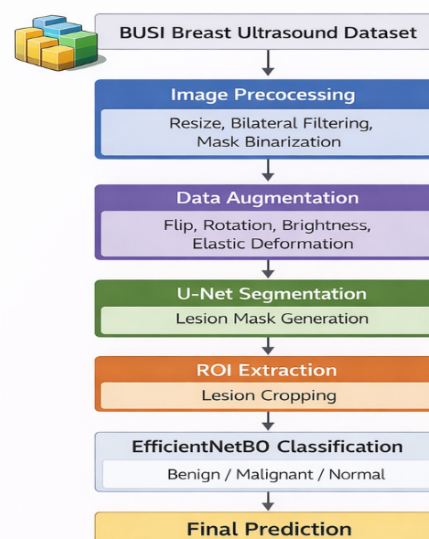 BUSI Breast Ultrasound Dataset
Image Precocessing
Resize, Bilateral Filtering,
Mask Binarization
Data Augmentation
Flip, Rotation, Brightness,
Elastic Deformation
U-Net Segmentation
Lesion Mask Generation
ROI Extraction
Lesion Cropping
EfficientNetB0 Classification
Benign / Malignant / Normal
Final Prediction